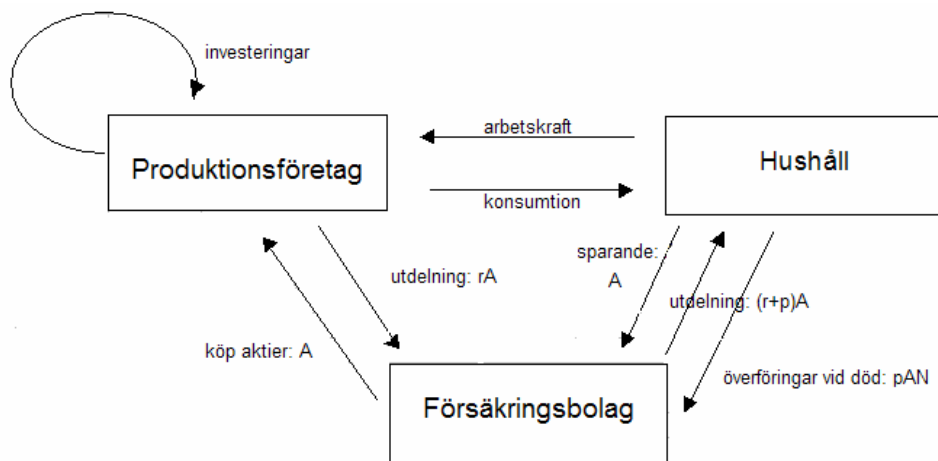 investeringar
arbetskraft
Produktionsföretag
Hushåll
konsumtion
sparande:
A
utdelning: rA
utdelning: (r+p)A
köp aktier: A
överföringar vid död: pAN
Försäkringsbolag